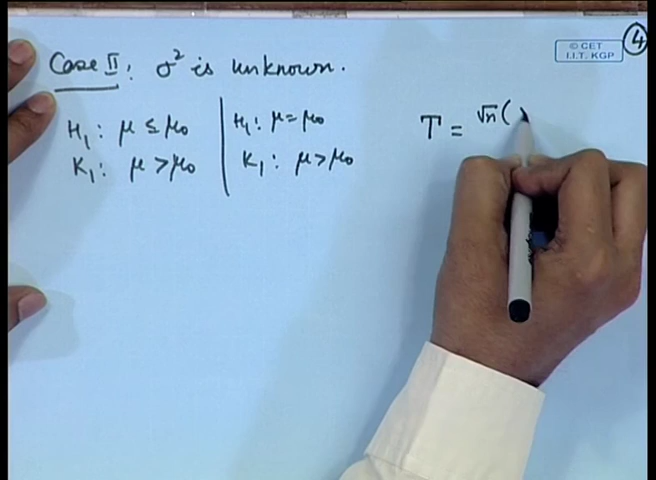 Case II: σ² is unknown.
© CET
I.I.T. KGP
4
H₁: μ ≤ μ₀
K₁: μ > μ₀
H₁: μ = μ₀
K₁: μ > μ₀
T = √n (